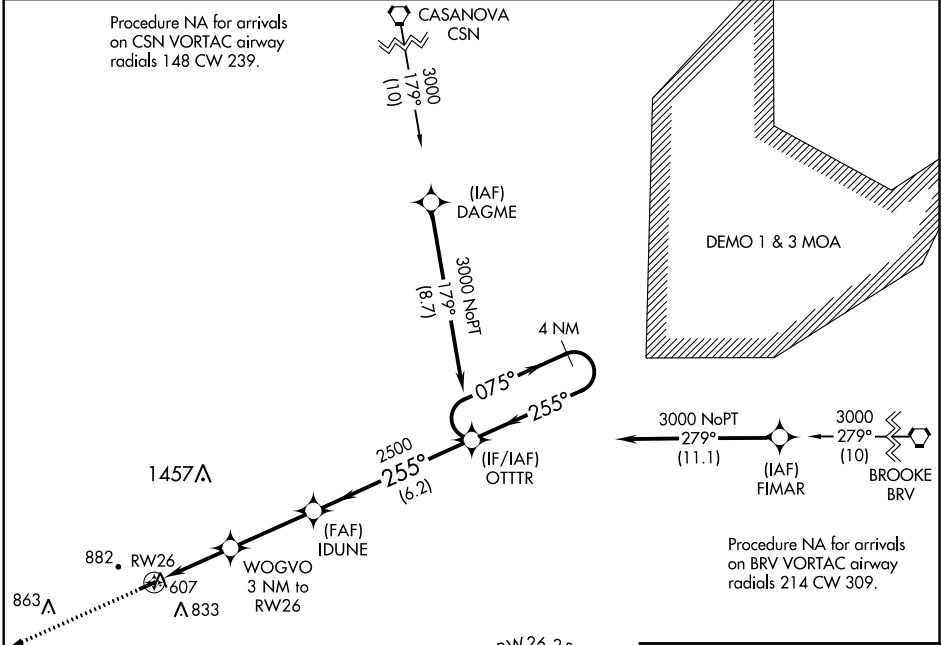 Procedure NA for arrivals
on CSN VORTAC airway
radials 148 CW 239.
CASANOVA
CSN
3000
179°
(10)
(IAF)
DAGME
3000 NoPT
179°
(8.7)
DEMO 1 & 3 MOA
4 NM
075°
255°
3000 NoPT
279°
(11.1)
3000
279°
(10)
(IAF)
FIMAR
BROOKE
BRV
(IF/IAF)
OTTTR
2500
255°
(6.2)
1457
(FAF)
IDUNE
WOGVO
3 NM to
RW26
882
RW26
607
863
833
Procedure NA for arrivals
on BRV VORTAC airway
radials 214 CW 309.